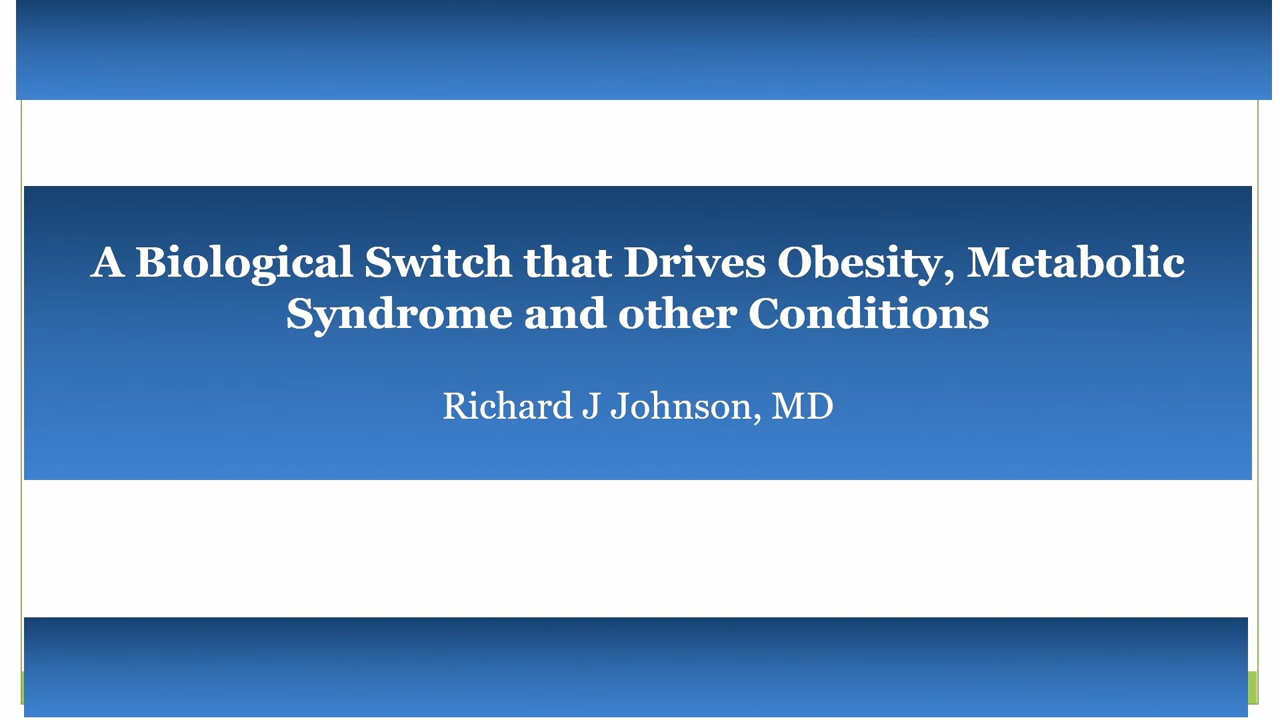 A Biological Switch that Drives Obesity, Metabolic
Syndrome and other Conditions
Richard J Johnson, MD